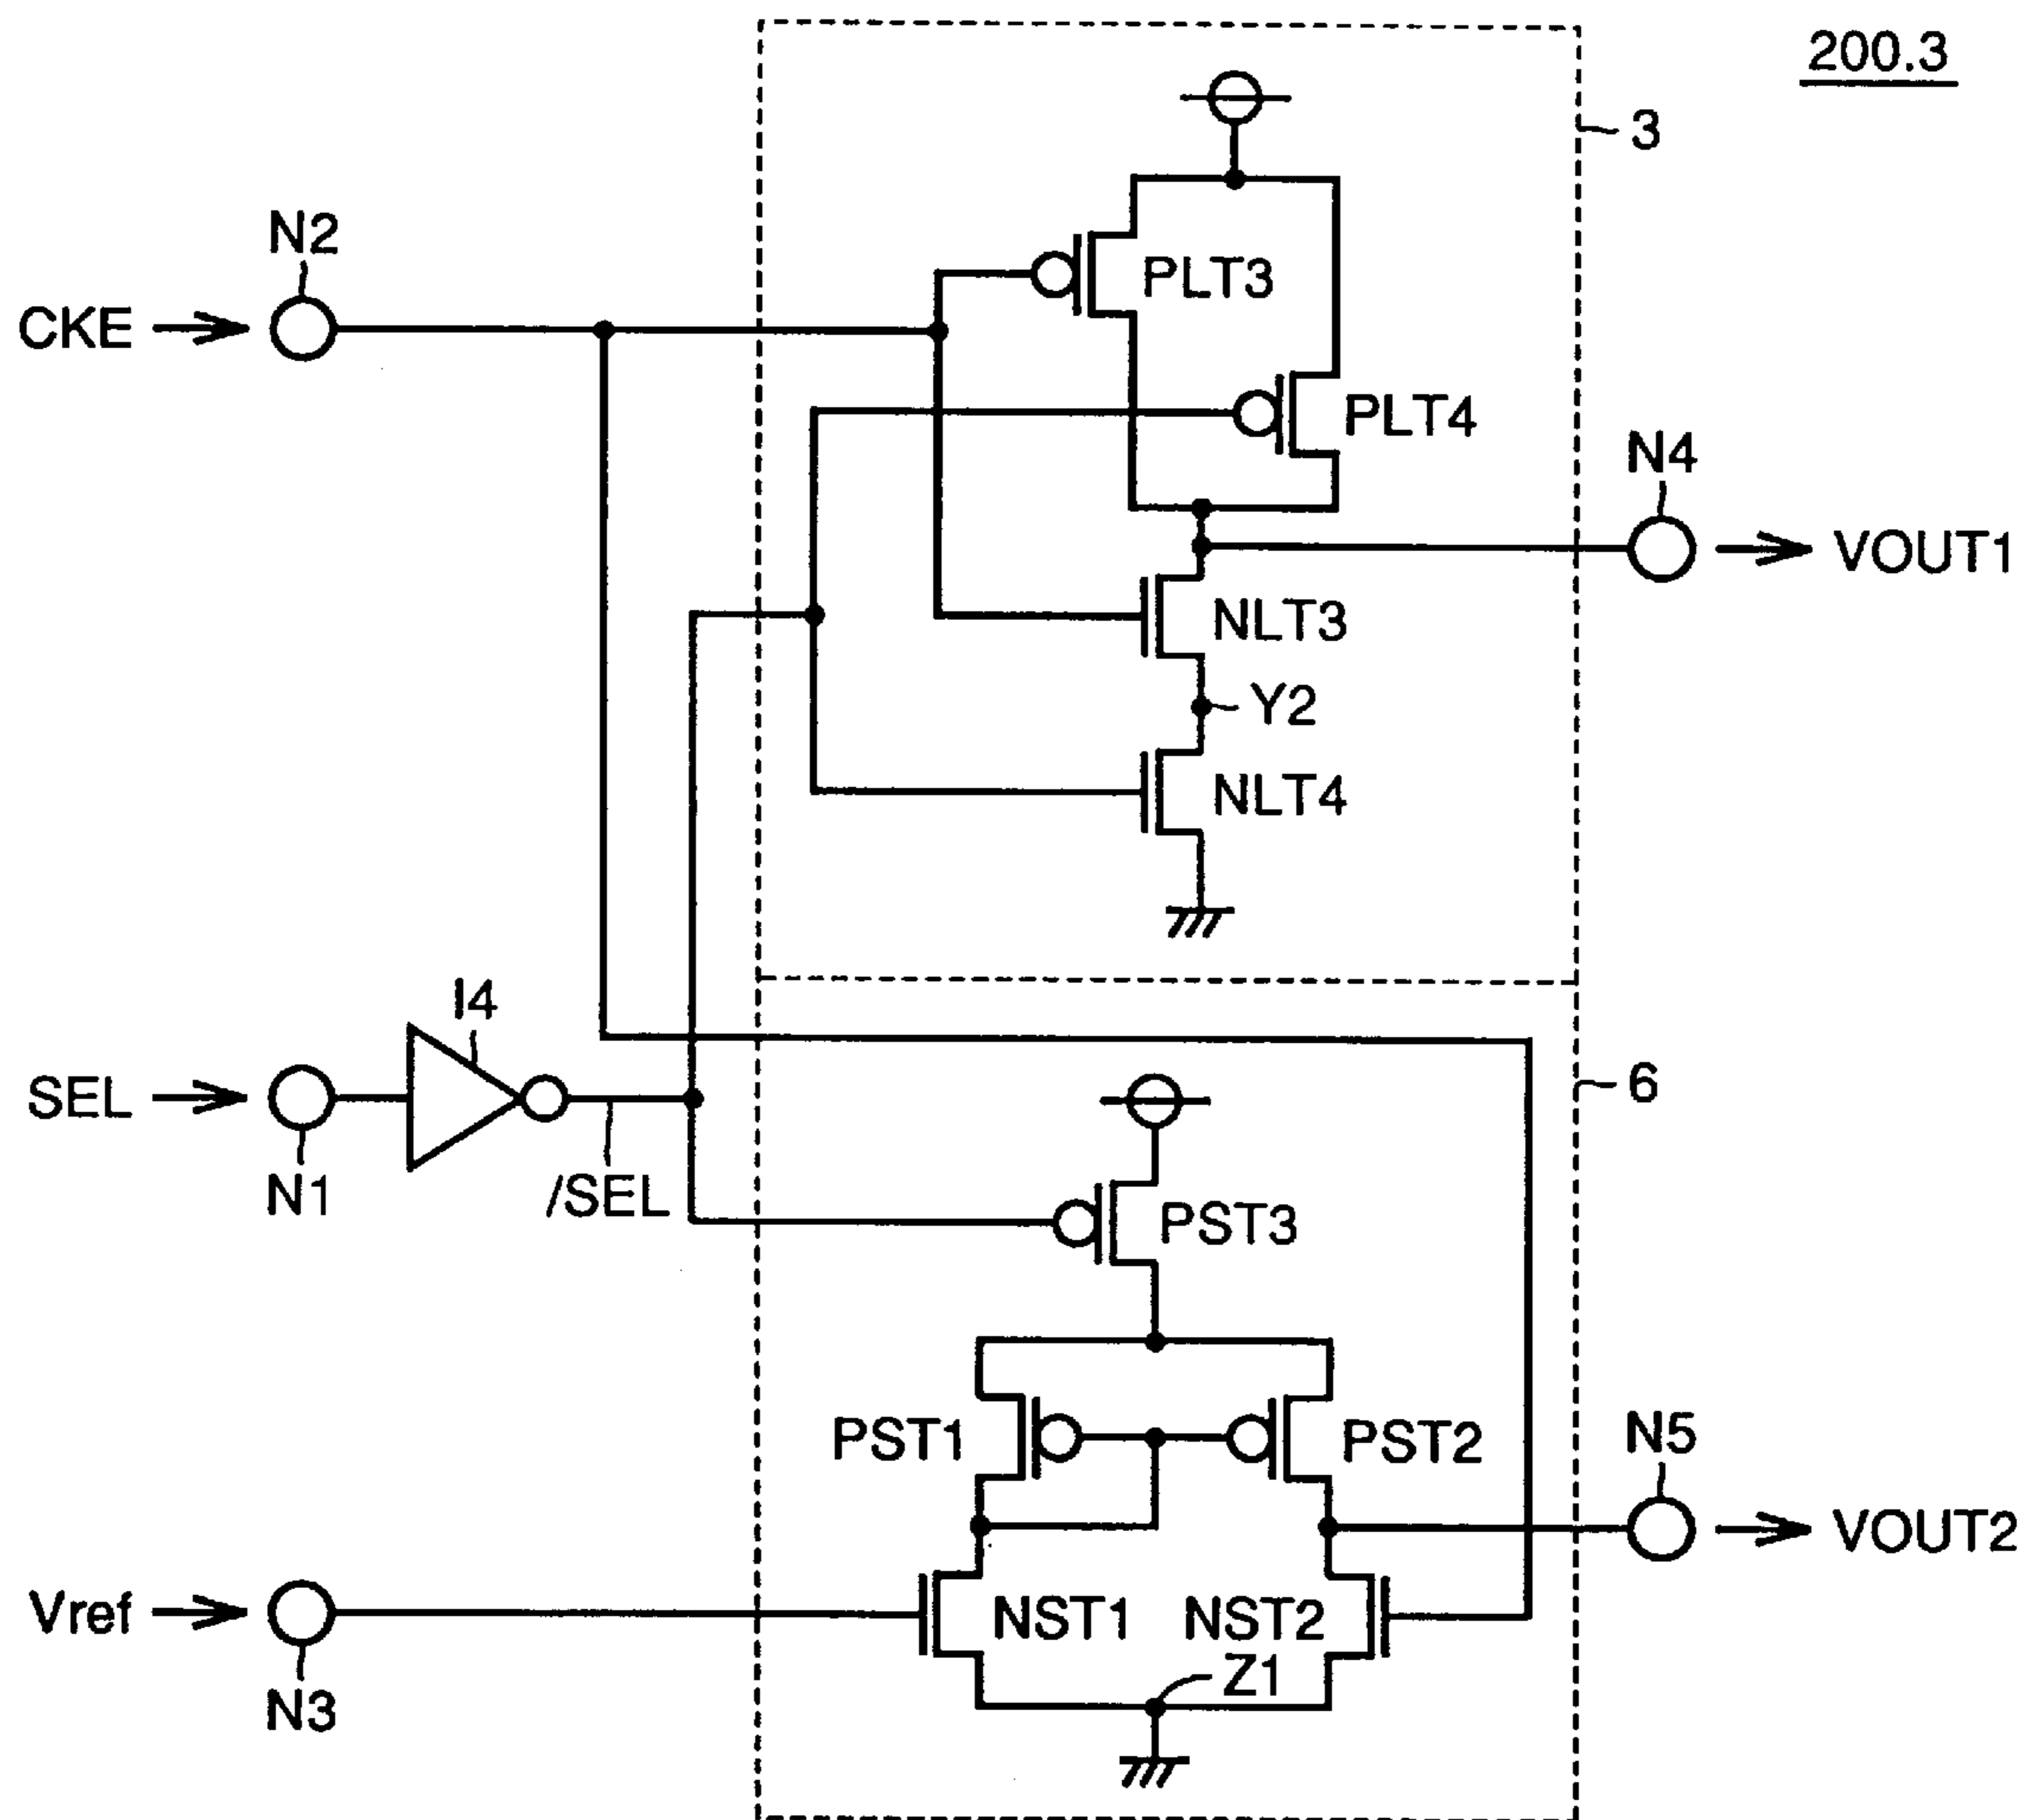 200.3
3
N2
CKE
PLT3
PLT4
N4
VOUT1
NLT3
Y2
NLT4
I4
SEL
6
N1
/SEL
PST3
PST1
PST2
N5
VOUT2
Vref
NST1
NST2
Z1
N3